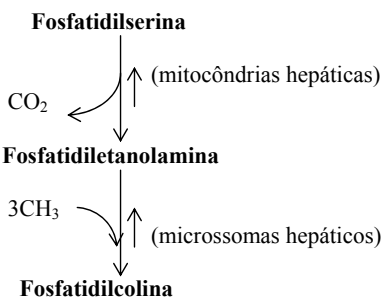 Fosfatidilserina
(mitocôndrias hepáticas)
CO₂
Fosfatidiletanolamina
3CH₃
(microssomas hepáticos)
Fosfatidilcolina